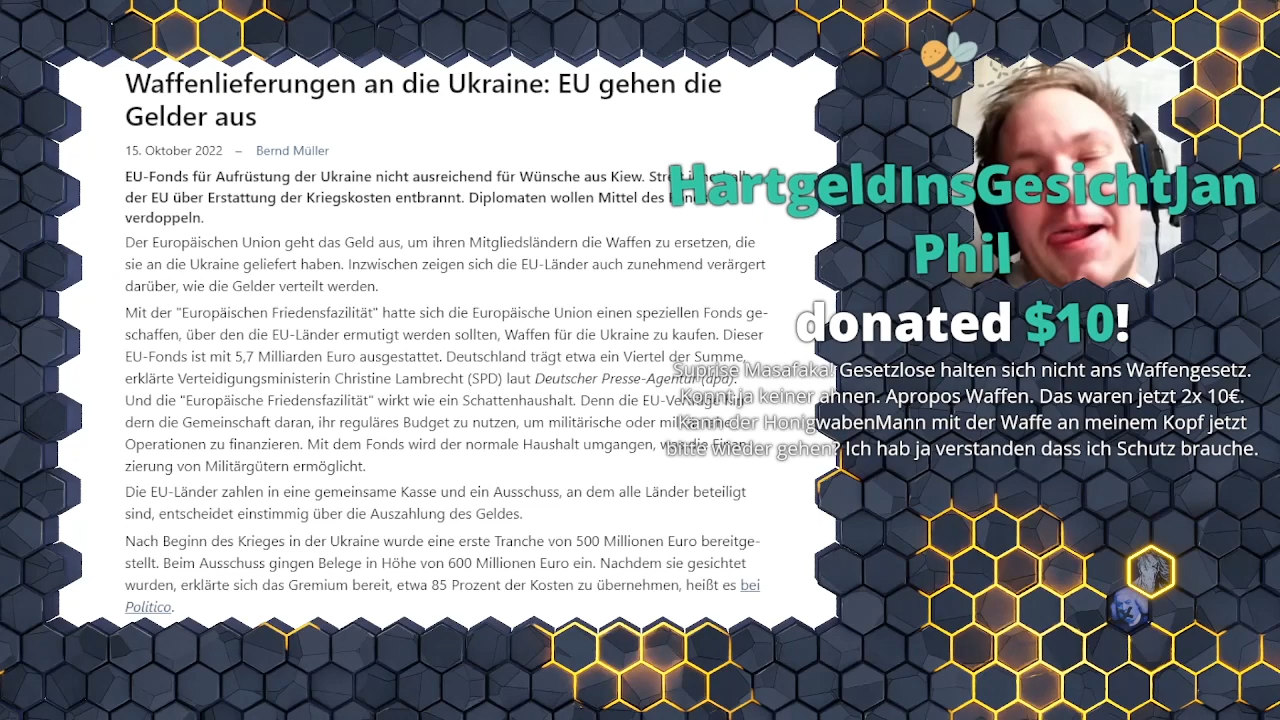 Waffenlieferungen an die Ukraine: EU gehen die
Gelder aus
15. Oktober 2022 – Bernd Müller
EU-Fonds für Aufrüstung der Ukraine nicht ausreichend für Wünsche aus Kiew.
der EU über Erstattung der Kriegskosten entbrannt. Diplomaten wollen Mittel des
verdoppeln.
Der Europäischen Union geht das Geld aus, um ihren Mitgliedsländern die Waffen zu ersetzen, die
sie an die Ukraine geliefert haben. Inzwischen zeigen sich die EU-Länder auch zunehmend verärgert
darüber, wie die Gelder verteilt werden.
Mit der "Europäischen Friedensfazilität" hatte sich die Europäische Union einen speziellen Fonds ge-
schaffen, über den die EU-Länder ermutigt werden sollten, Waffen für die Ukraine zu kaufen. Dieser
EU-Fonds ist mit 5,7 Milliarden Euro ausgestattet. Deutschland trägt etwa ein Viertel der Summe,
erklärte Verteidigungsministerin Christine Lambrecht (SPD) laut Deutscher Presse-Agentur (dpa).
Und die "Europäische Friedensfazilität" wirkt wie ein Schattenhaushalt. Denn die EU-Verträge
dern die Gemeinschaft daran, ihr reguläres Budget zu nutzen, um militärische oder
Operationen zu finanzieren. Mit dem Fonds wird der normale Haushalt umgangen,
zierung von Militärgütern ermöglicht.
Die EU-Länder zahlen in eine gemeinsame Kasse und ein Ausschuss, an dem alle Länder beteiligt
sind, entscheidet einstimmig über die Auszahlung des Geldes.
Nach Beginn des Krieges in der Ukraine wurde eine erste Tranche von 500 Millionen Euro bereitge-
stellt. Beim Ausschuss gingen Belege in Höhe von 600 Millionen Euro ein. Nachdem sie gesichtet
wurden, erklärte sich das Gremium bereit, etwa 85 Prozent der Kosten zu übernehmen, heißt es bei
Politico.
HartgeldInsGesichtJan
Phil
donated $10!
Suprise Masafaka! Gesetzlose halten sich nicht ans Waffengesetz.
Konnt ja keiner ahnen. Apropos Waffen. Das waren jetzt 2x 10€.
Kann der HonigwabenMann mit der Waffe an meinem Kopf jetzt
bitte wieder gehen? Ich hab ja verstanden dass ich Schutz brauche.